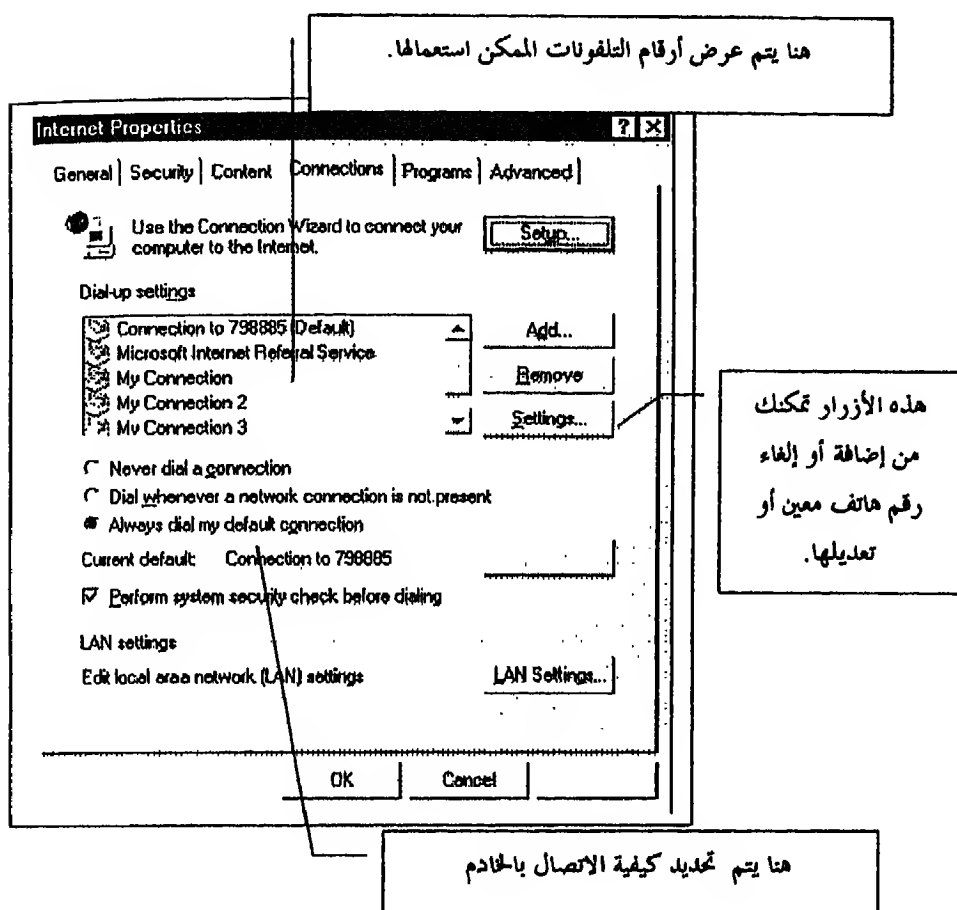 هنا يتم عرض أرقام التلفونات الممكن استعمالها.
Internet Properties
General Security Content Connections Programs Advanced
Use the Connection Wizard to connect your
computer to the Internet.
Setup...
Dial-up settings
Connection to 798885 (Default)
Microsoft Internet Referral Service
My Connection
My Connection 2
My Connection 3
Add...
Remove
Settings...
هذه الأزرار تمكنك
من إضافة أو إلغاء
رقم هاتف معين أو
تعديلها.
Never dial a connection
Dial whenever a network connection is not present
Always dial my default connection
Current default: Connection to 798885
Perform system security check before dialing
LAN settings
Edit local area network (LAN) settings
LAN Settings...
OK Cancel
هنا يتم تحديد كيفية الاتصال بالخادم